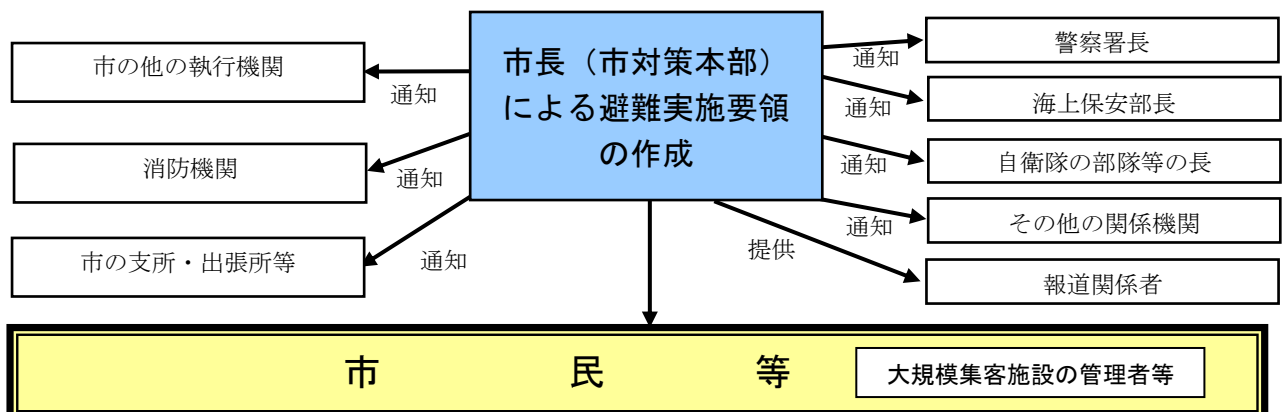 市の他の執行機関
通知
消防機関
通知
市の支所・出張所等
通知
市長（市対策本部）
による避難実施要領
の作成
通知
警察署長
通知
海上保安部長
通知
自衛隊の部隊等の長
通知
その他の関係機関
提供
報道関係者
市民等
大規模集客施設の管理者等